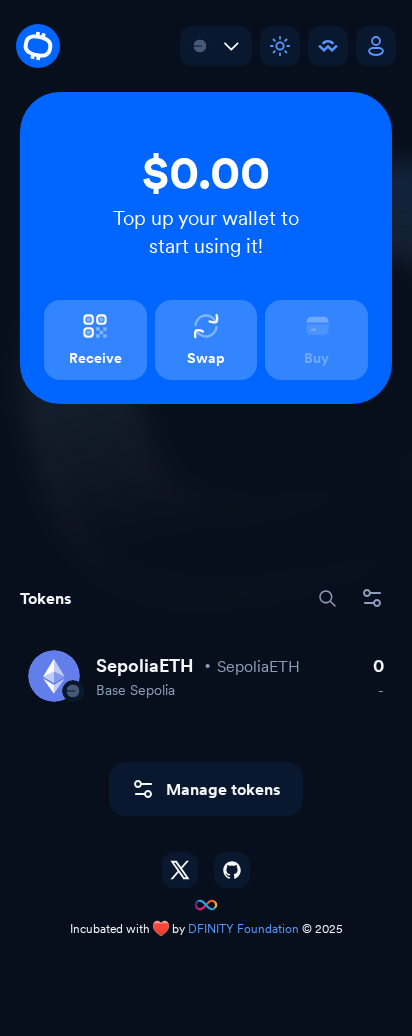 $0.00
Top up your wallet to
start using it!
Receive Swap Buy
Tokens
SepoliaETH • SepoliaETH 0
Base Sepolia -
Manage tokens
Incubated with ❤️ by DFINITY Foundation © 2025